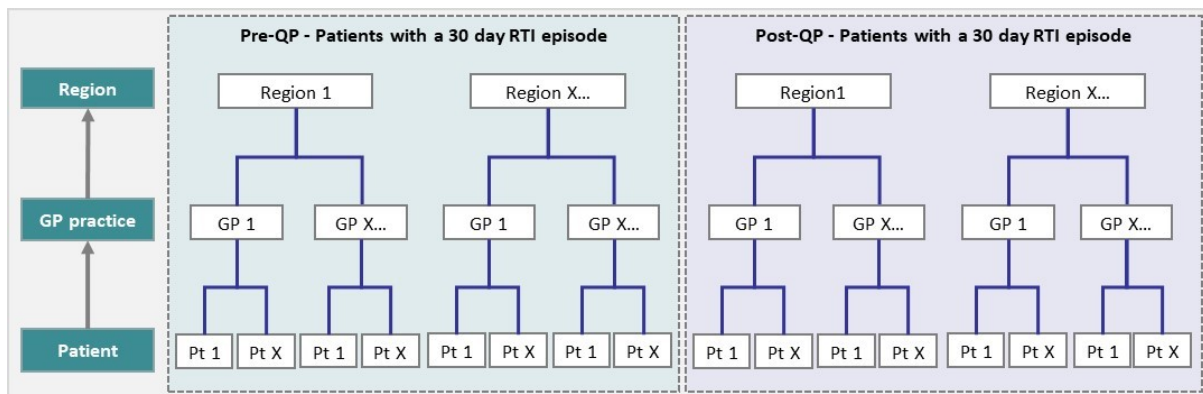 Pre-QP - Patients with a 30 day RTI episode
Post-QP - Patients with a 30 day RTI episode
Region
Region 1
Region X...
Region1
Region X...
GP practice
GP 1
GP X...
GP 1
GP X...
GP 1
GP X...
GP 1
GP X...
Patient
Pt 1
Pt X
Pt 1
Pt X
Pt 1
Pt X
Pt 1
Pt X
Pt 1
Pt X
Pt 1
Pt X
Pt 1
Pt X
Pt 1
Pt X